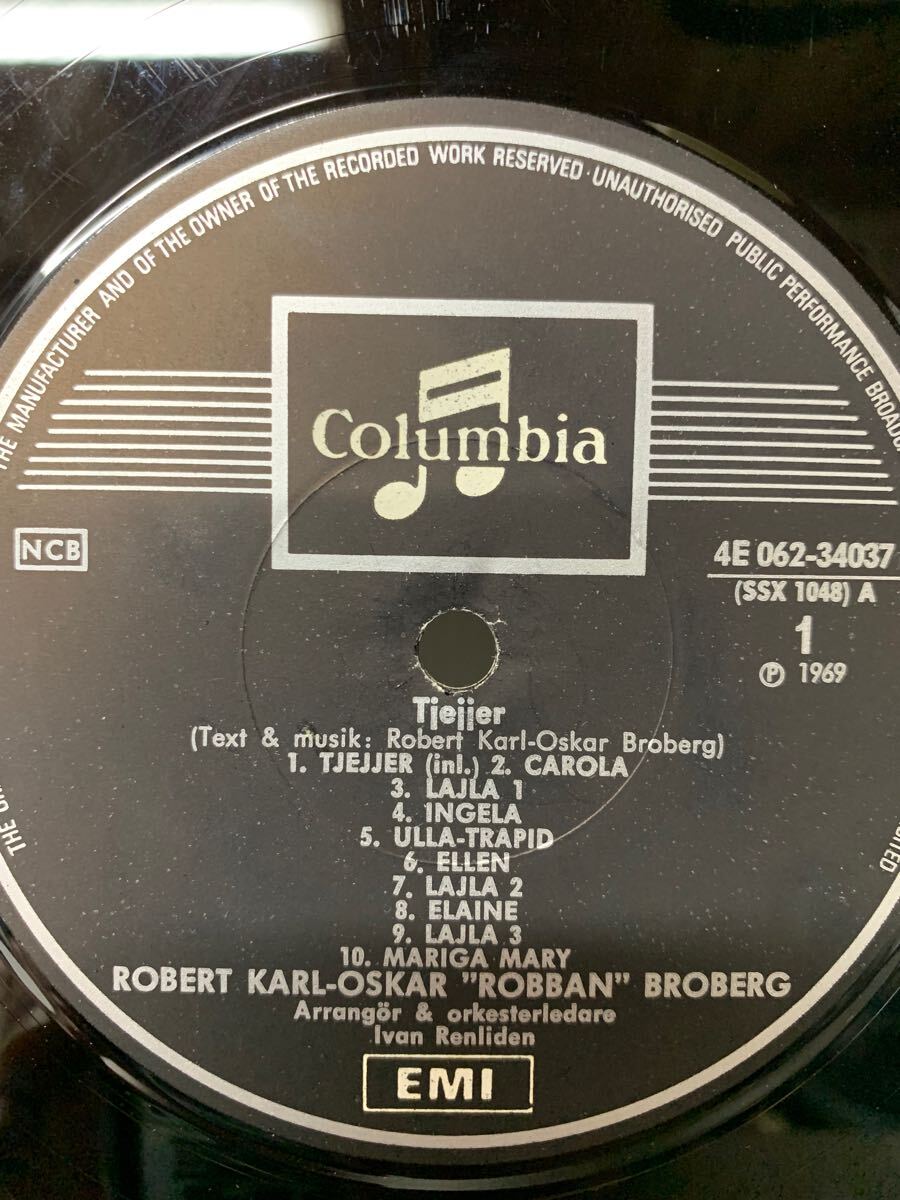 THE MANUFACTURER AND OF THE OWNER OF THE RECORDED WORK RESERVED · UNAUTHORISED PUBLIC PERFORMANCE
Columbia
NCB
4E 062-34037
(SSX 1048) A
1
Ⓟ 1969
Tjejjer
(Text & musik: Robert Karl-Oskar Broberg)
1. TJEJJER (inl.) 2. CAROLA
3. LAJLA 1
4. INGELA
5. ULLA-TRAPID
6. ELLEN
7. LAJLA 2
8. ELAINE
9. LAJLA 3
10. MARIGA MARY
ROBERT KARL-OSKAR "ROBBAN" BROBERG
Arrangör & orkesterledare
Ivan Renliden
EMI